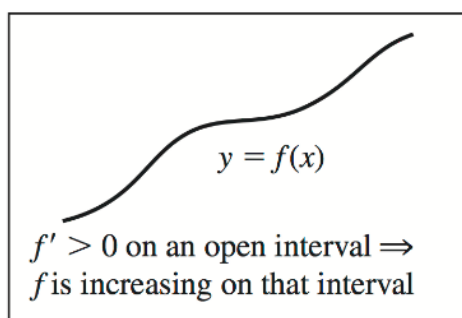 y = f(x)
f′ > 0 on an open interval ⇒
f is increasing on that interval